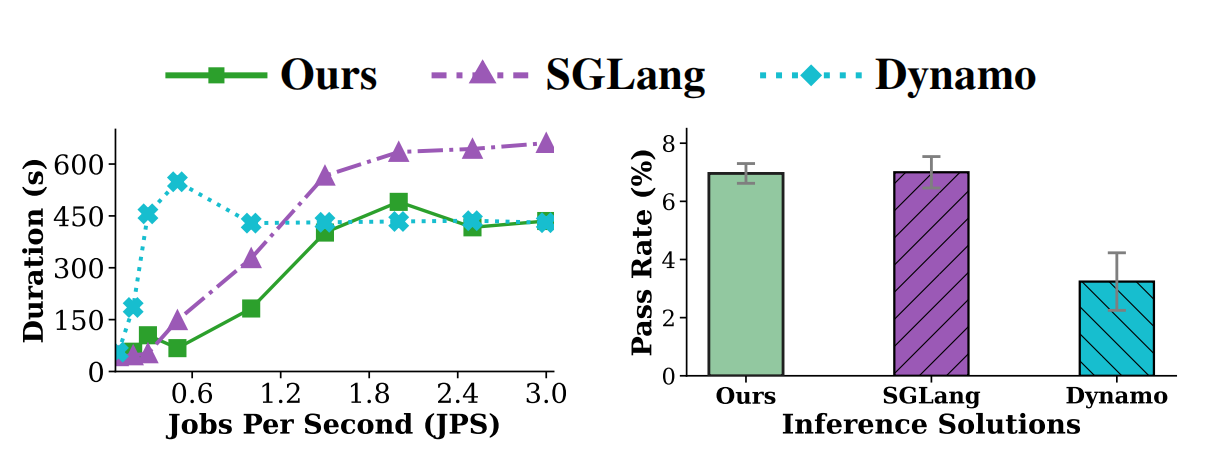 Ours SGLang Dynamo
Duration (s)
600
450
300
150
0
0.6 1.2 1.8 2.4 3.0
Jobs Per Second (JPS)
Pass Rate (%)
8
6
4
2
0
Ours SGLang Dynamo
Inference Solutions